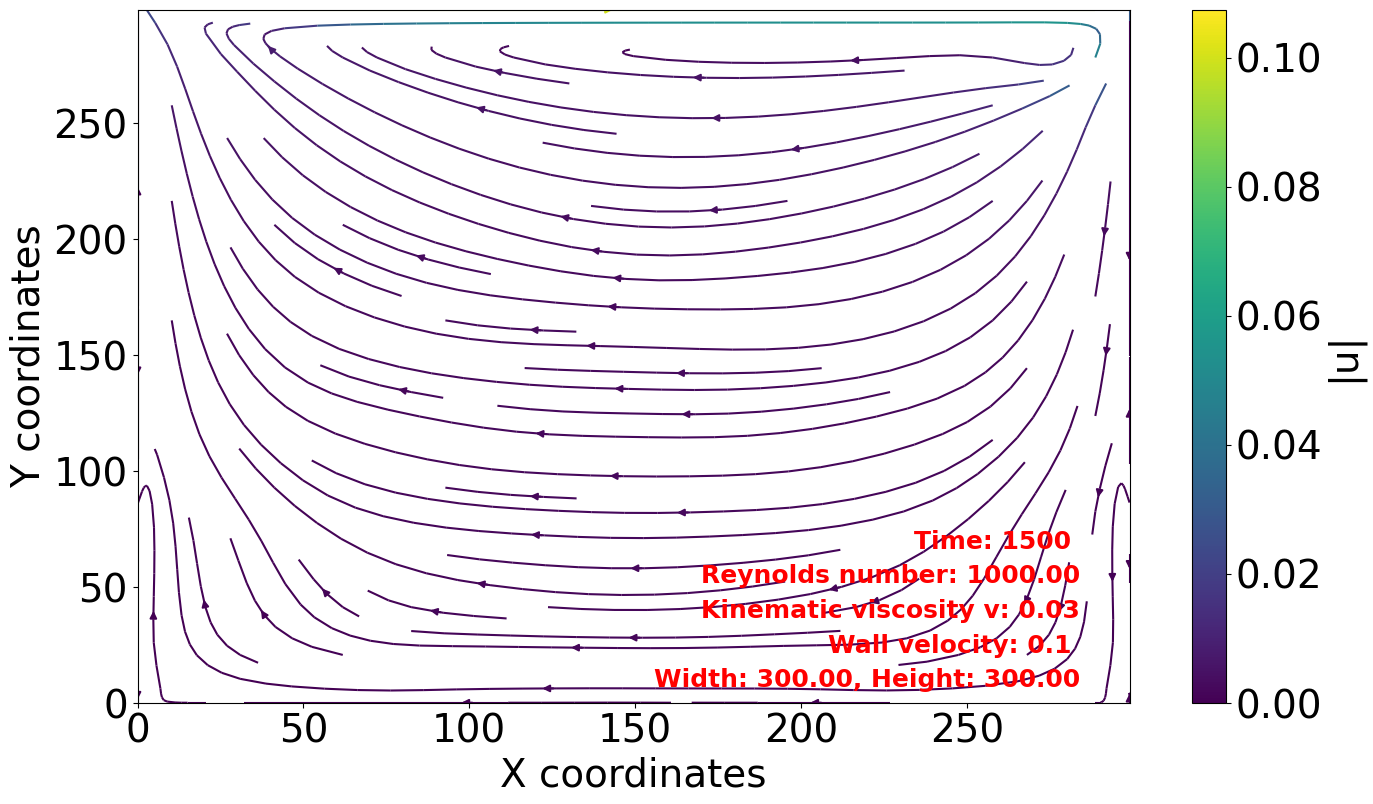 0.10
0.08
0.06
0.04
0.02
0.00
|u|
250
200
150
100
50
0
Y coordinates
Time: 1500
Reynolds number: 1000.00
Kinematic viscosity v: 0.03
Wall velocity: 0.1
Width: 300.00, Height: 300.00
0 50 100 150 200 250
X coordinates